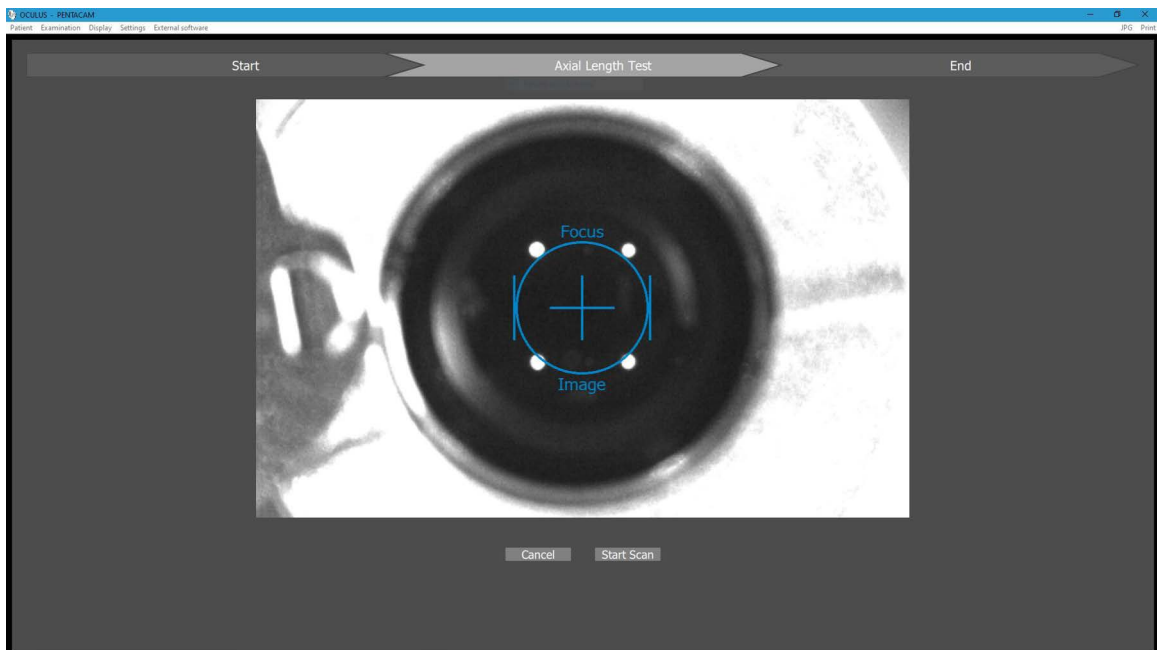 OCULUS - PENTACAM
Patient Examination Display Settings External software JPG Print
Start Axial Length Test End
Focus
Image
Cancel Start Scan